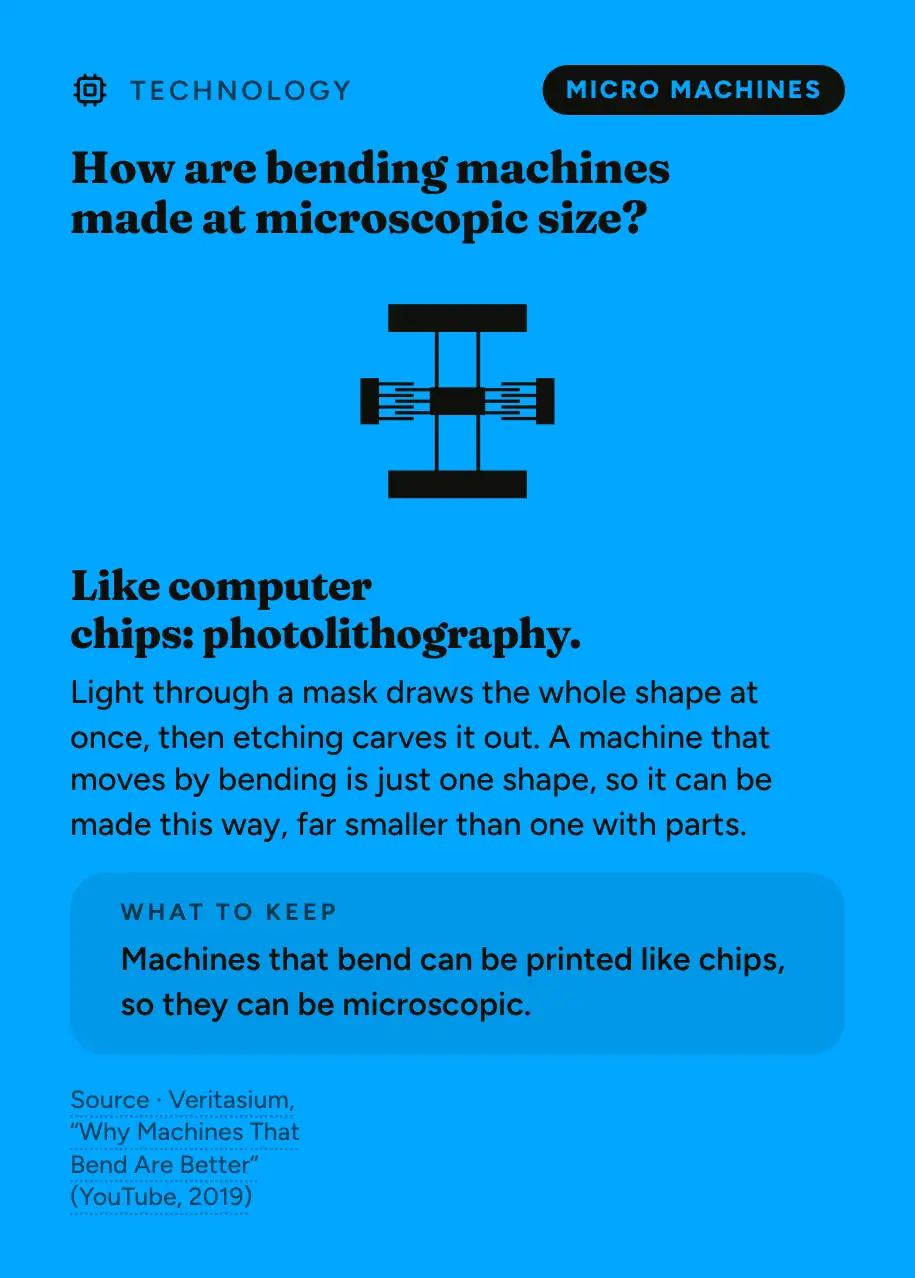 TECHNOLOGY
MICRO MACHINES
How are bending machines
made at microscopic size?
Like computer
chips: photolithography.
Light through a mask draws the whole shape at
once, then etching carves it out. A machine that
moves by bending is just one shape, so it can be
made this way, far smaller than one with parts.
WHAT TO KEEP
Machines that bend can be printed like chips,
so they can be microscopic.
Source · Veritasium,
“Why Machines That
Bend Are Better”
(YouTube, 2019)